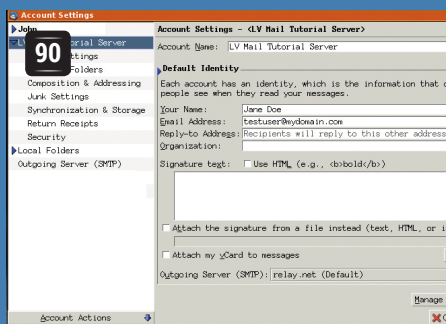 Account Settings
John
LV
orial Server
90
ttings
Folders
Composition & Addressing
Junk Settings
Synchronization & Storage
Return Receipts
Security
Local Folders
Outgoing Server (SMTP)
Account Actions
Account Settings - <LV Mail Tutorial Server>
Account Name: LV Mail Tutorial Server
Default Identity
Each account has an identity, which is the information that
people see when they read your messages.
Your Name: Jane Doe
Email Address: testuser@mydomain.com
Reply-to Address: Recipients will reply to this other address
Organization:
Signature text: Use HTML (e.g., <b>bold</b>)
Attach the signature from a file instead (text, HTML, or i
Attach my vCard to messages
Outgoing Server (SMTP): relay.net (Default)
Manage